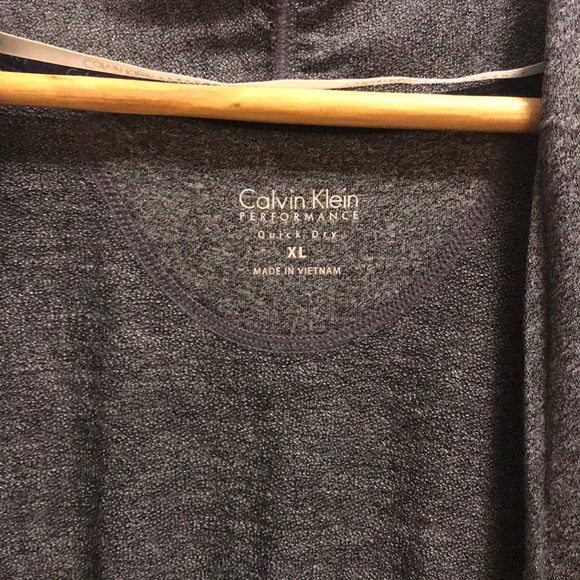 Calvin Klein
PERFORMANCE
Quick Dry
XL
MADE IN VIETNAM